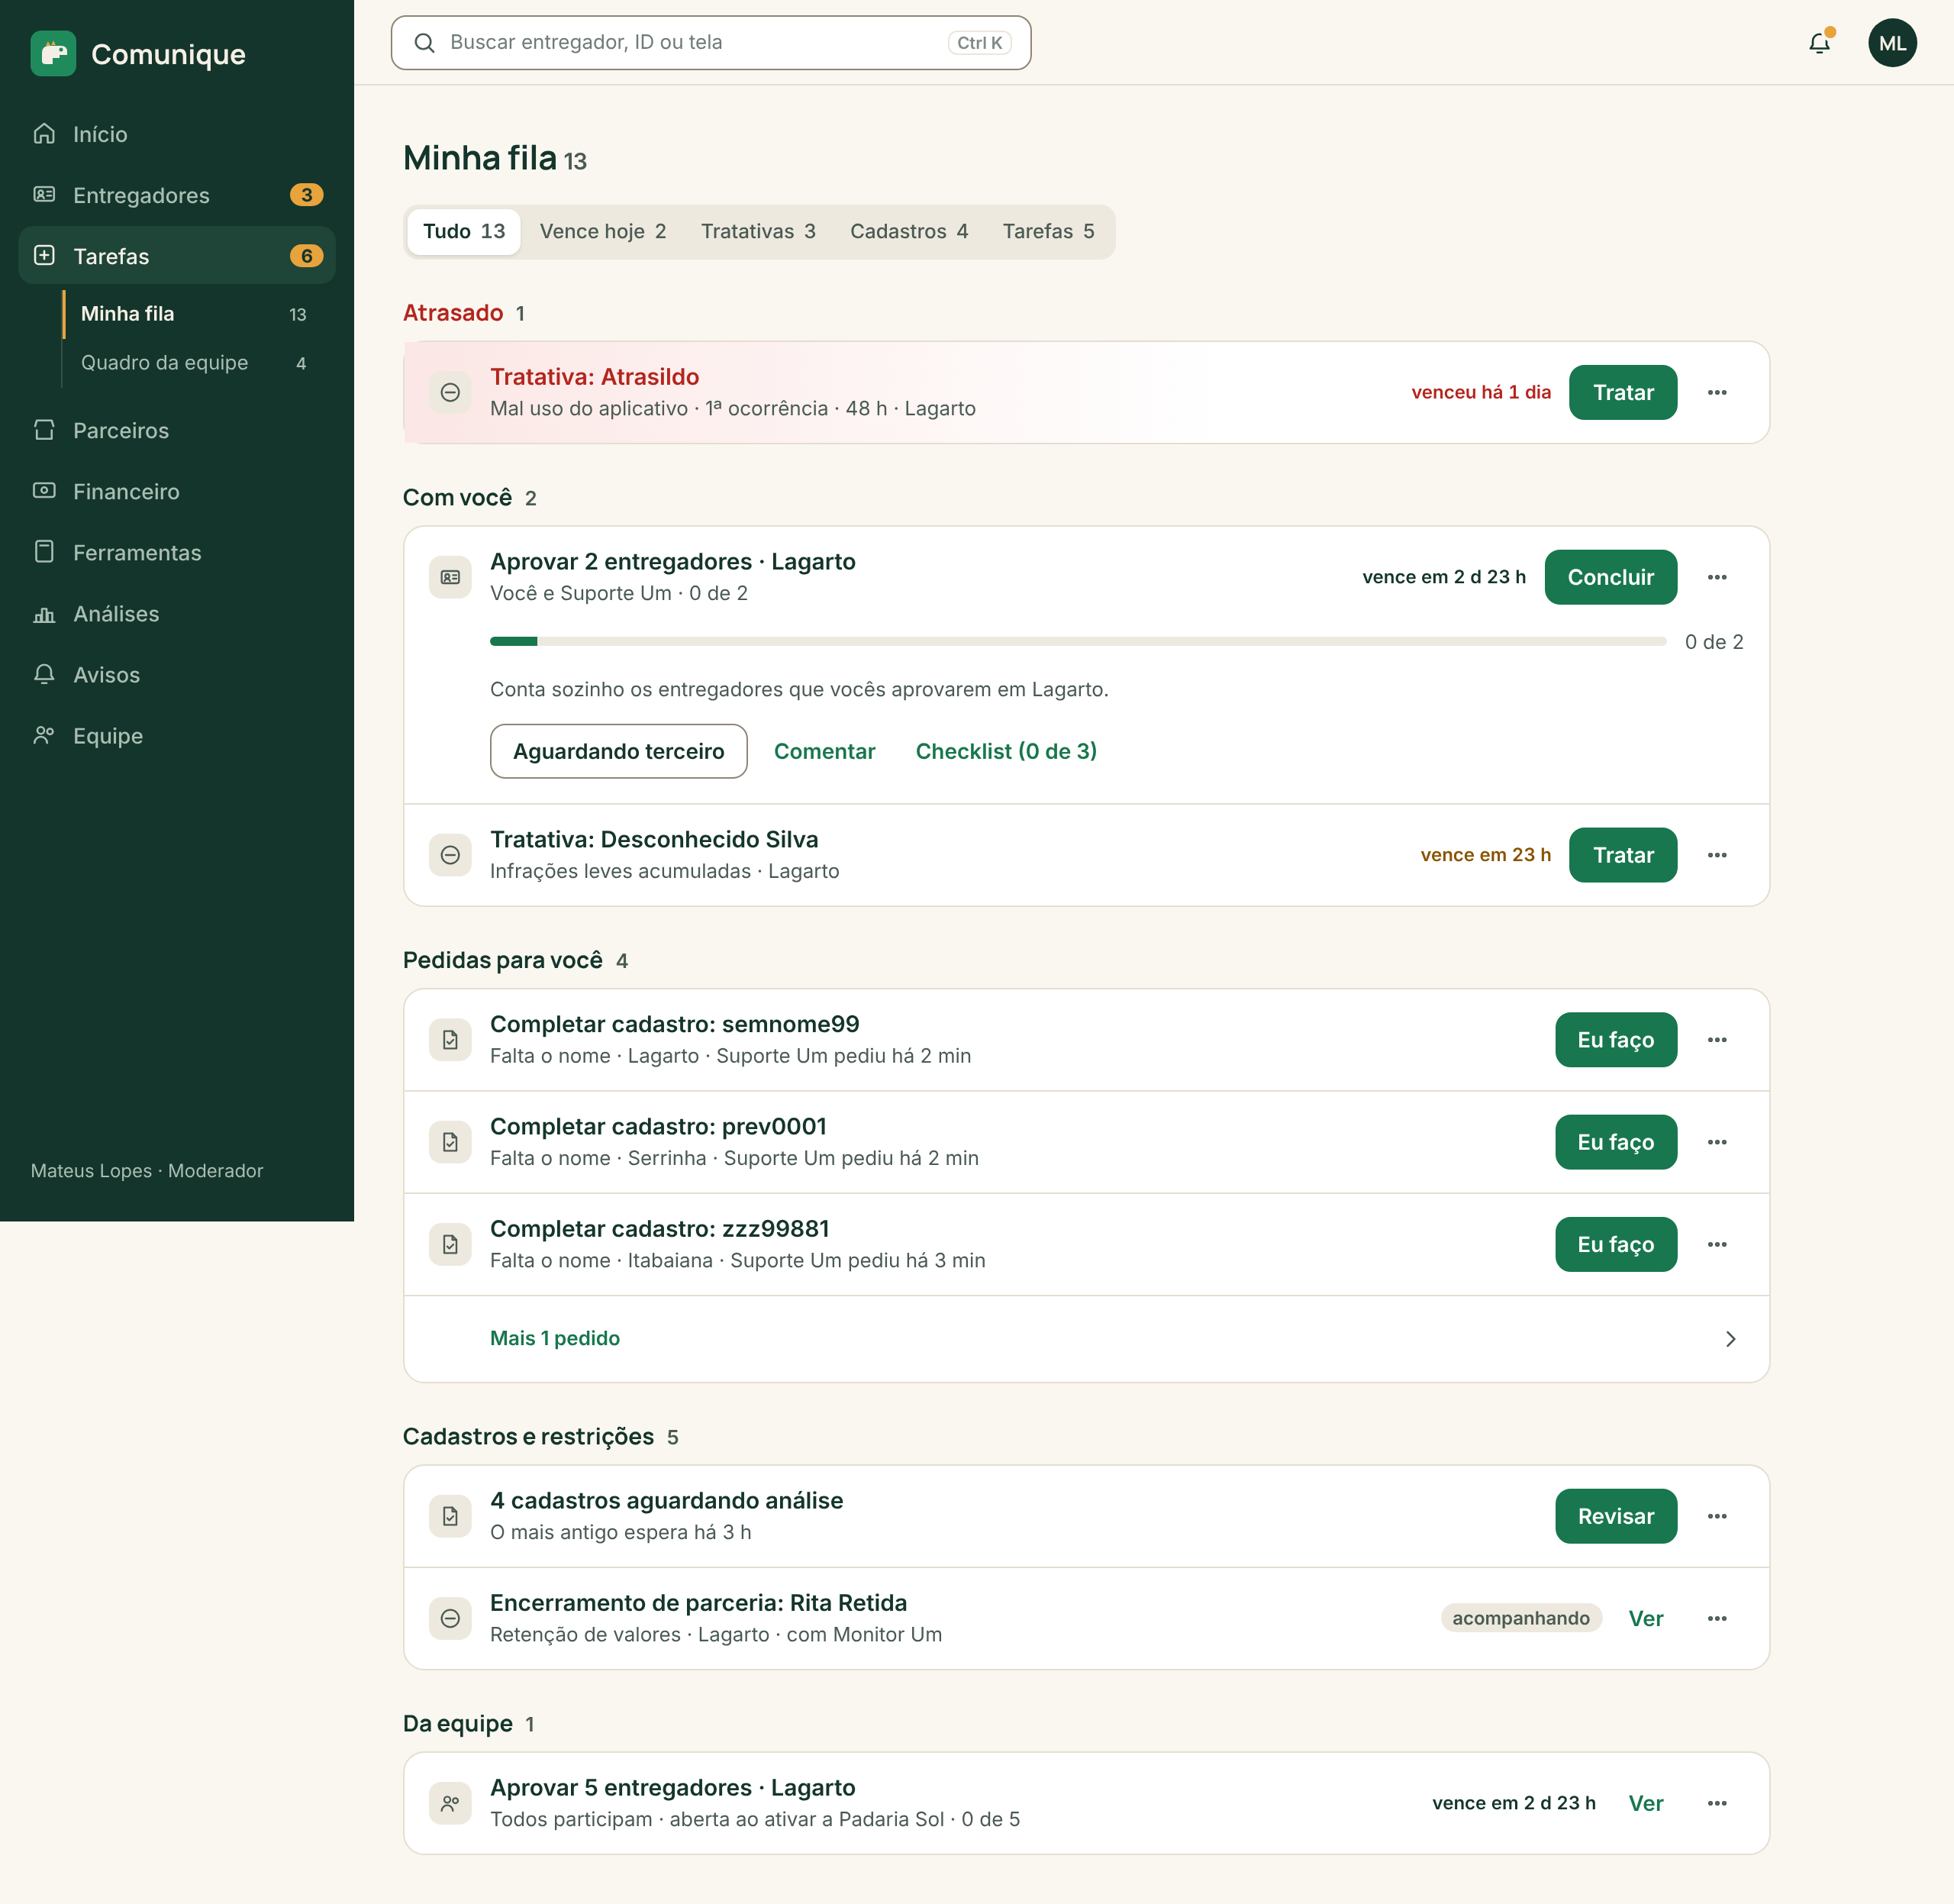 Comunique
Início
Entregadores 3
Tarefas 6
Minha fila 13
Quadro da equipe 4
Parceiros
Financeiro
Ferramentas
Análises
Avisos
Equipe
Mateus Lopes · Moderador
Buscar entregador, ID ou tela Ctrl K
ML
Minha fila 13
Tudo 13 Vence hoje 2 Tratativas 3 Cadastros 4 Tarefas 5
Atrasado 1
Tratativa: Atrasildo
Mal uso do aplicativo · 1ª ocorrência · 48 h · Lagarto
venceu há 1 dia Tratar
Com você 2
Aprovar 2 entregadores · Lagarto
Você e Suporte Um · 0 de 2
vence em 2 d 23 h Concluir
0 de 2
Conta sozinho os entregadores que vocês aprovarem em Lagarto.
Aguardando terceiro Comentar Checklist (0 de 3)
Tratativa: Desconhecido Silva
Infrações leves acumuladas · Lagarto
vence em 23 h Tratar
Pedidas para você 4
Completar cadastro: semnome99
Falta o nome · Lagarto · Suporte Um pediu há 2 min
Eu faço
Completar cadastro: prev0001
Falta o nome · Serrinha · Suporte Um pediu há 2 min
Eu faço
Completar cadastro: zzz99881
Falta o nome · Itabaiana · Suporte Um pediu há 3 min
Eu faço
Mais 1 pedido
Cadastros e restrições 5
4 cadastros aguardando análise
O mais antigo espera há 3 h
Revisar
Encerramento de parceria: Rita Retida
Retenção de valores · Lagarto · com Monitor Um
acompanhando Ver
Da equipe 1
Aprovar 5 entregadores · Lagarto
Todos participam · aberta ao ativar a Padaria Sol · 0 de 5
vence em 2 d 23 h Ver